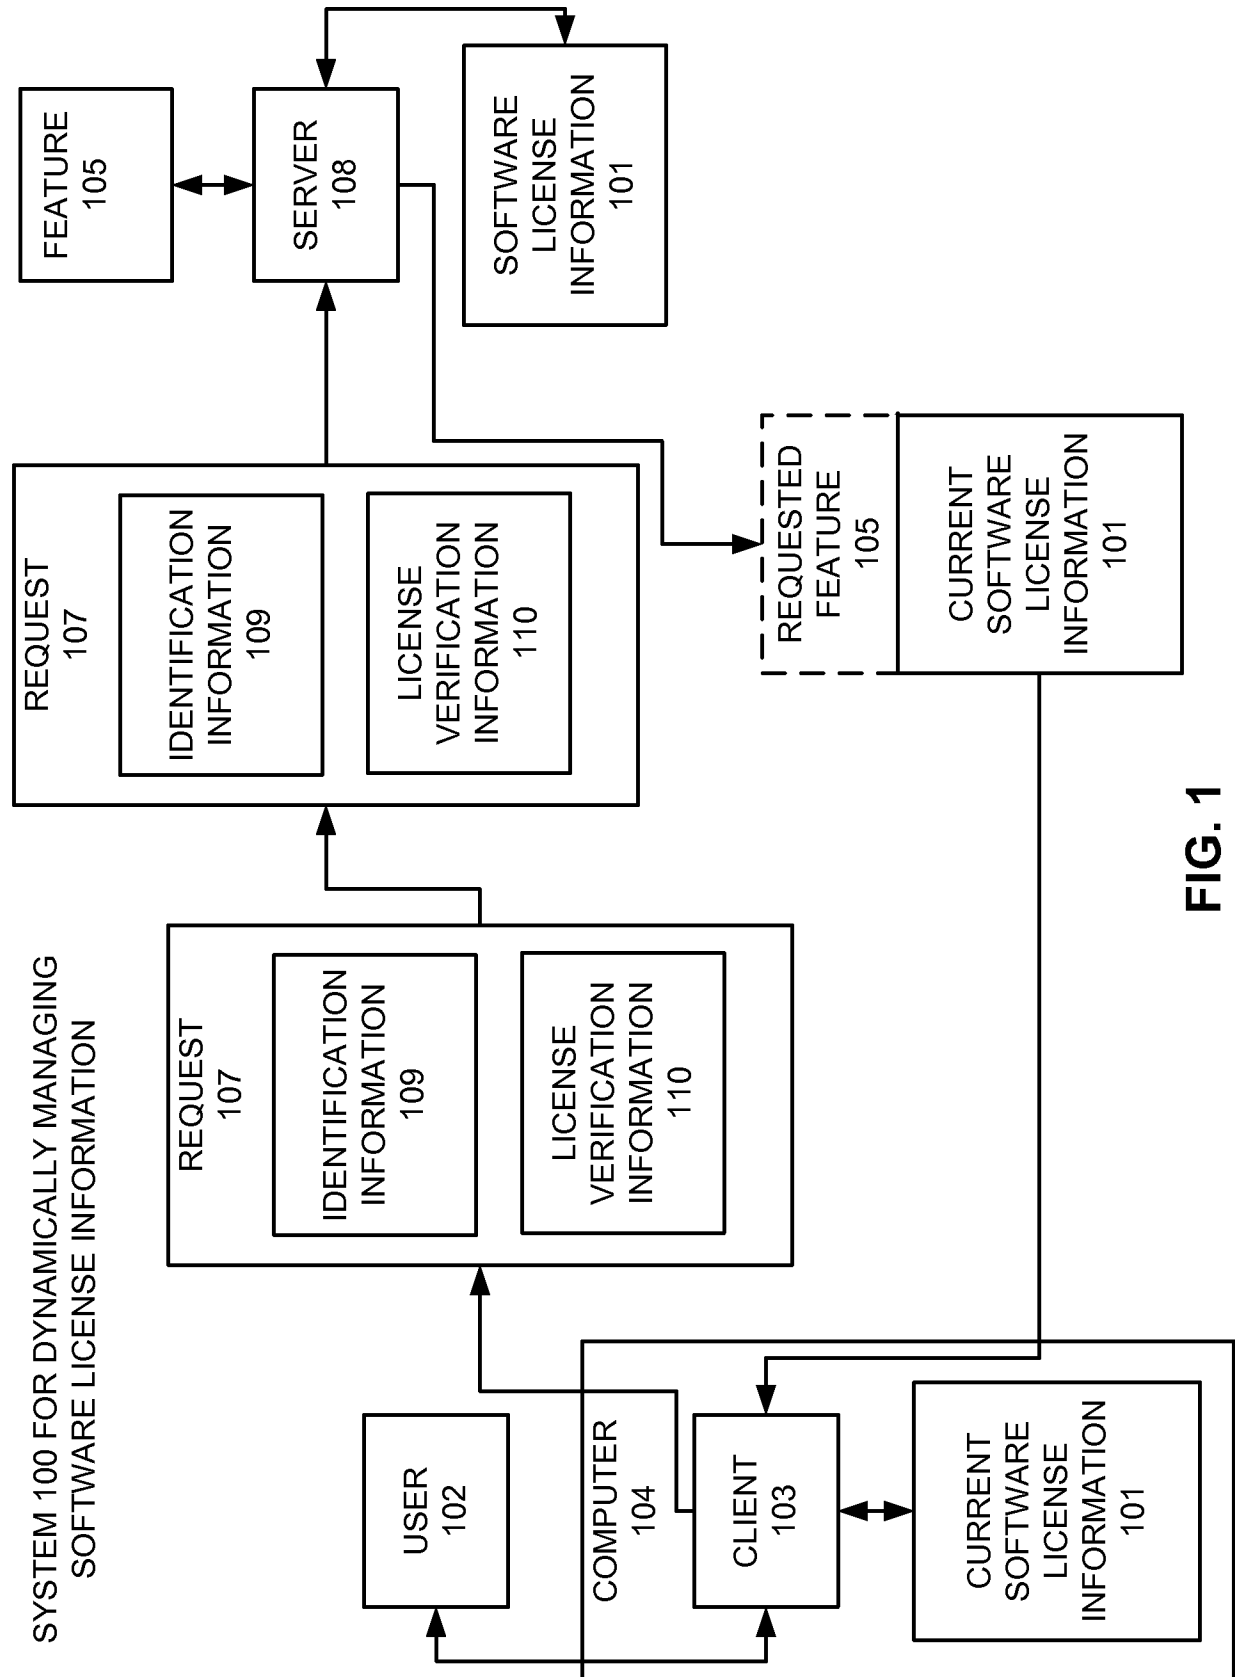 SYSTEM 100 FOR DYNAMICALLY MANAGING
SOFTWARE LICENSE INFORMATION
USER
102
COMPUTER
104
CLIENT
103
CURRENT
SOFTWARE
LICENSE
INFORMATION
101
REQUEST
107
IDENTIFICATION
INFORMATION
109
LICENSE
VERIFICATION
INFORMATION
110
REQUEST
107
IDENTIFICATION
INFORMATION
109
LICENSE
VERIFICATION
INFORMATION
110
FEATURE
105
SERVER
108
SOFTWARE
LICENSE
INFORMATION
101
REQUESTED
FEATURE
105
CURRENT
SOFTWARE
LICENSE
INFORMATION
101
FIG. 1